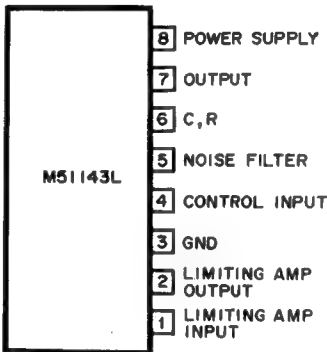 8 POWER SUPPLY
7 OUTPUT
6 C,R
5 NOISE FILTER
M51143L
4 CONTROL INPUT
3 GND
2 LIMITING AMP
OUTPUT
1 LIMITING AMP
INPUT